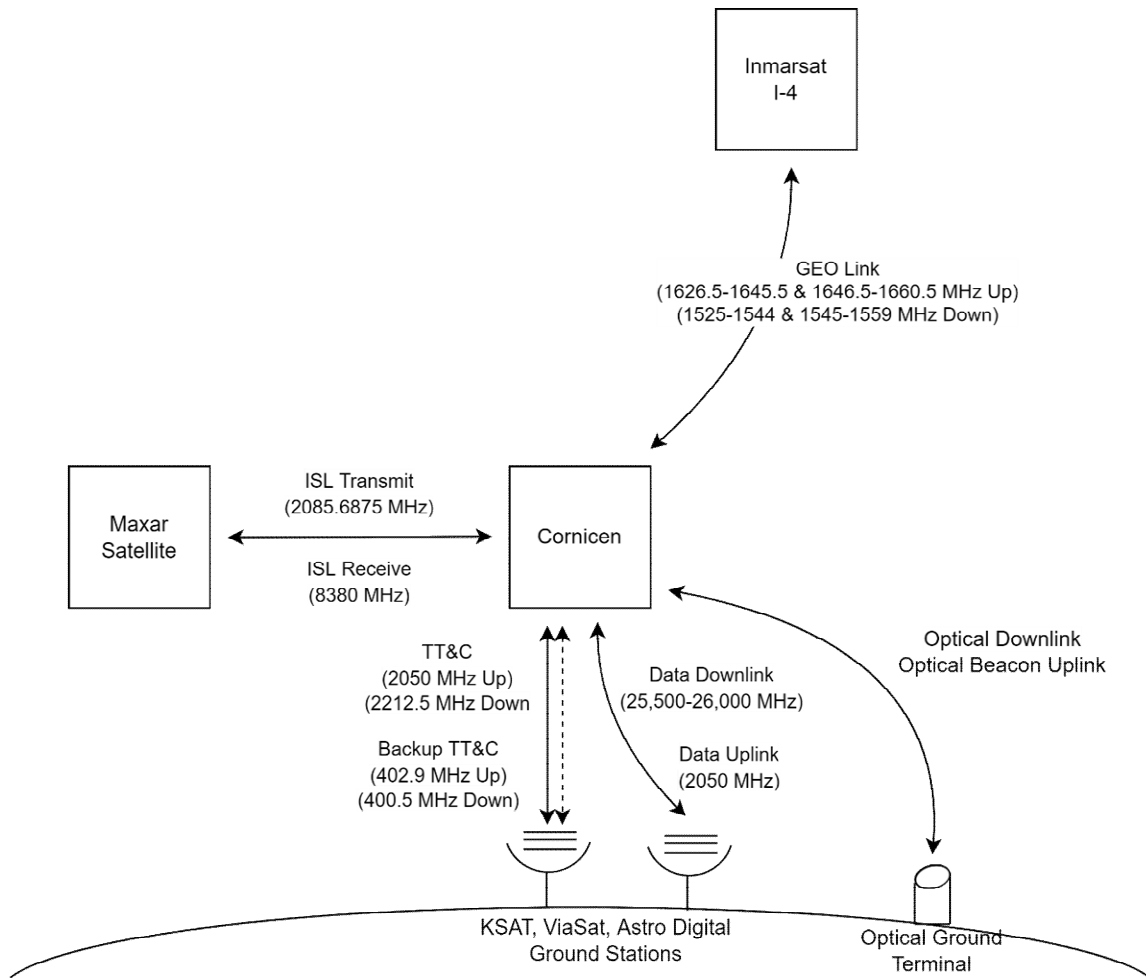 Inmarsat
I-4
GEO Link
(1626.5-1645.5 & 1646.5-1660.5 MHz Up)
(1525-1544 & 1545-1559 MHz Down)
ISL Transmit
(2085.6875 MHz)
Maxar
Satellite
Cornicen
ISL Receive
(8380 MHz)
TT&C
(2050 MHz Up)
(2212.5 MHz Down
Backup TT&C
(402.9 MHz Up)
(400.5 MHz Down)
Data Downlink
(25,500-26,000 MHz)
Data Uplink
(2050 MHz)
Optical Downlink
Optical Beacon Uplink
KSAT, ViaSat, Astro Digital
Ground Stations
Optical Ground
Terminal